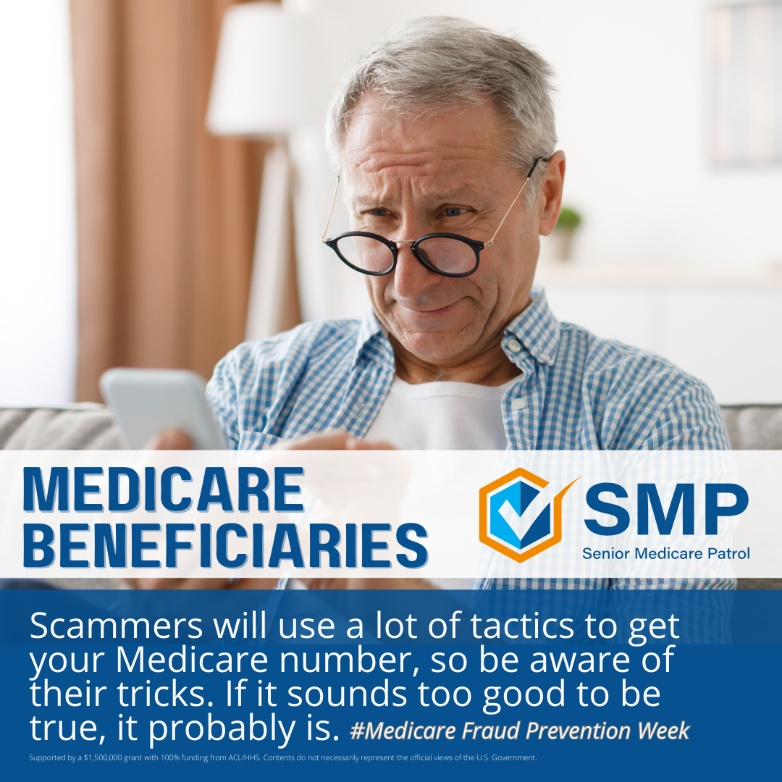 MEDICARE
BENEFICIARIES
SMP
Senior Medicare Patrol
Scammers will use a lot of tactics to get
your Medicare number, so be aware of
their tricks. If it sounds too good to be
true, it probably is. #Medicare Fraud Prevention Week
Supported by a $1,500,000 grant with 100% funding from ACL/HHS. Contents do not necessarily represent the official views of the U.S. Government.